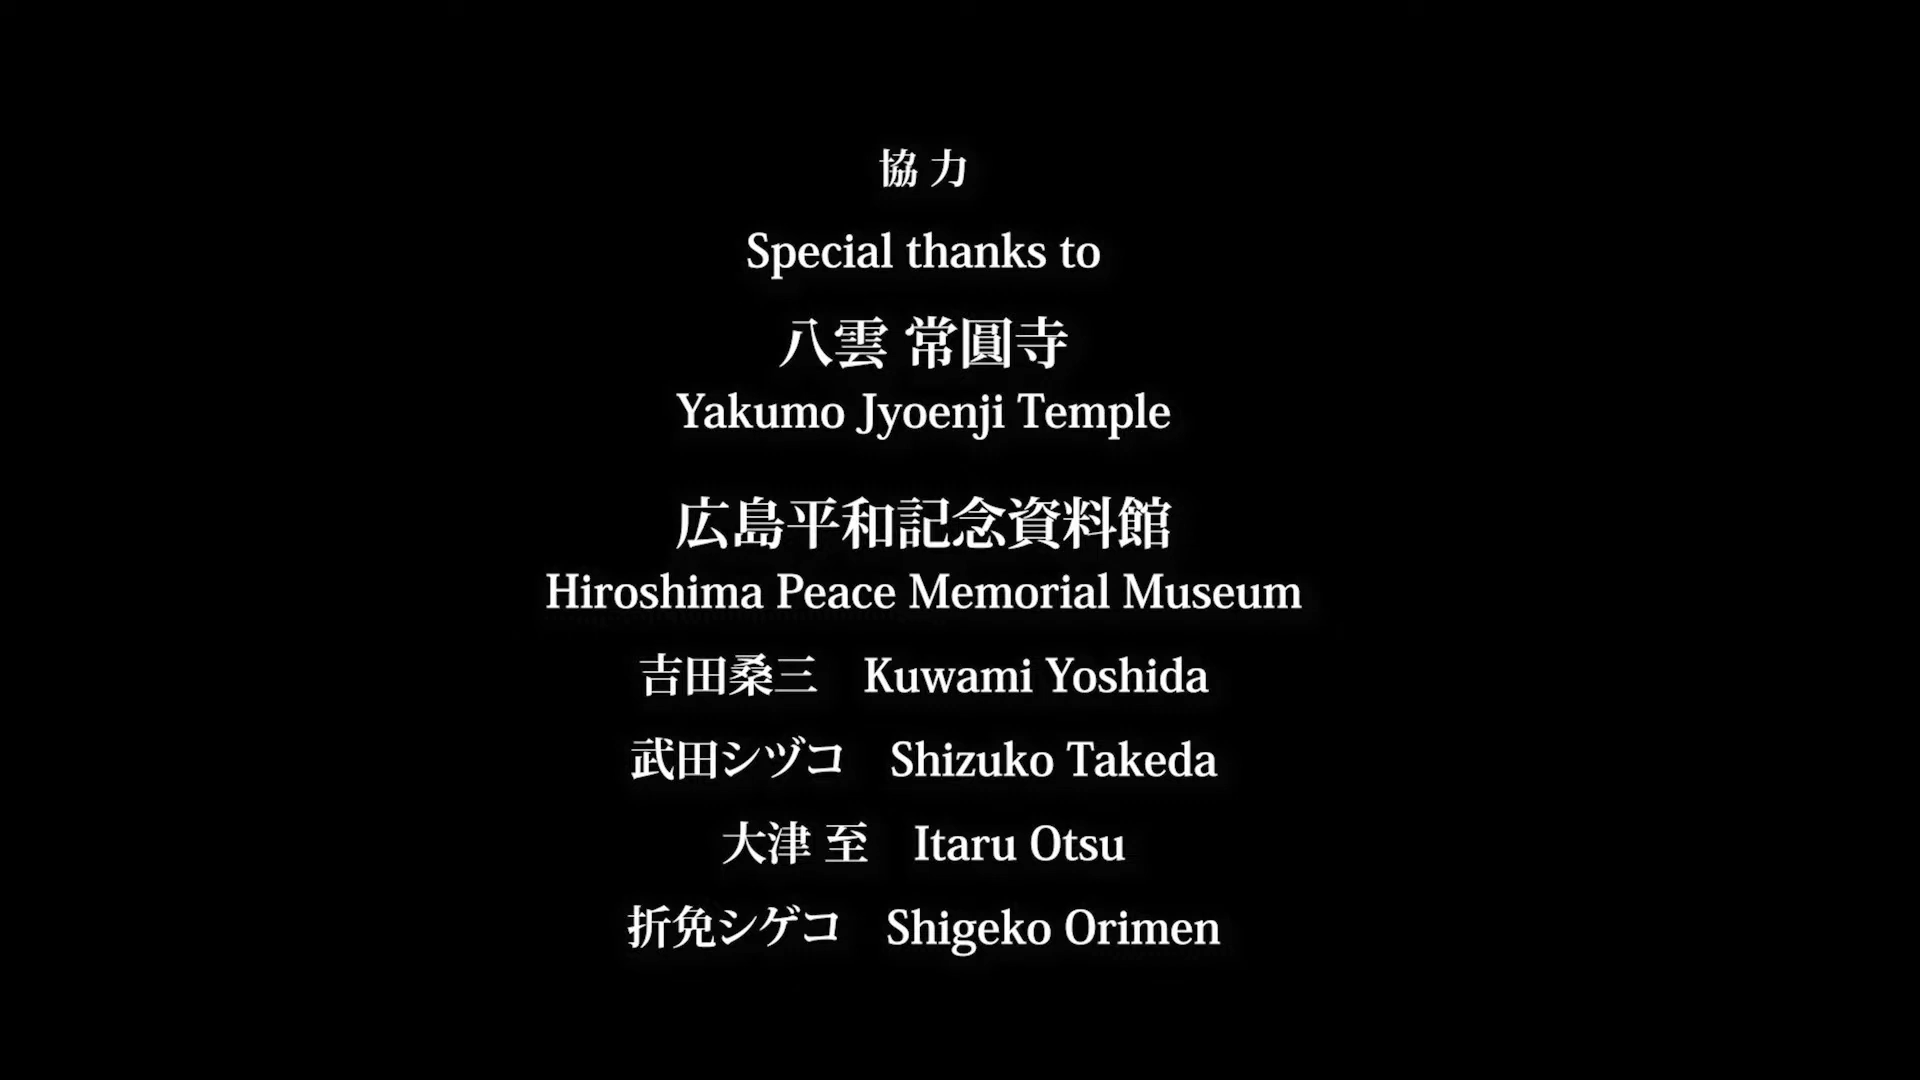 協力
Special thanks to
八雲 常圓寺
Yakumo Jyoenji Temple
広島平和記念資料館
Hiroshima Peace Memorial Museum
吉田桑三　Kuwami Yoshida
武田シヅコ　Shizuko Takeda
大津 至　Itaru Otsu
折免シゲコ　Shigeko Orimen